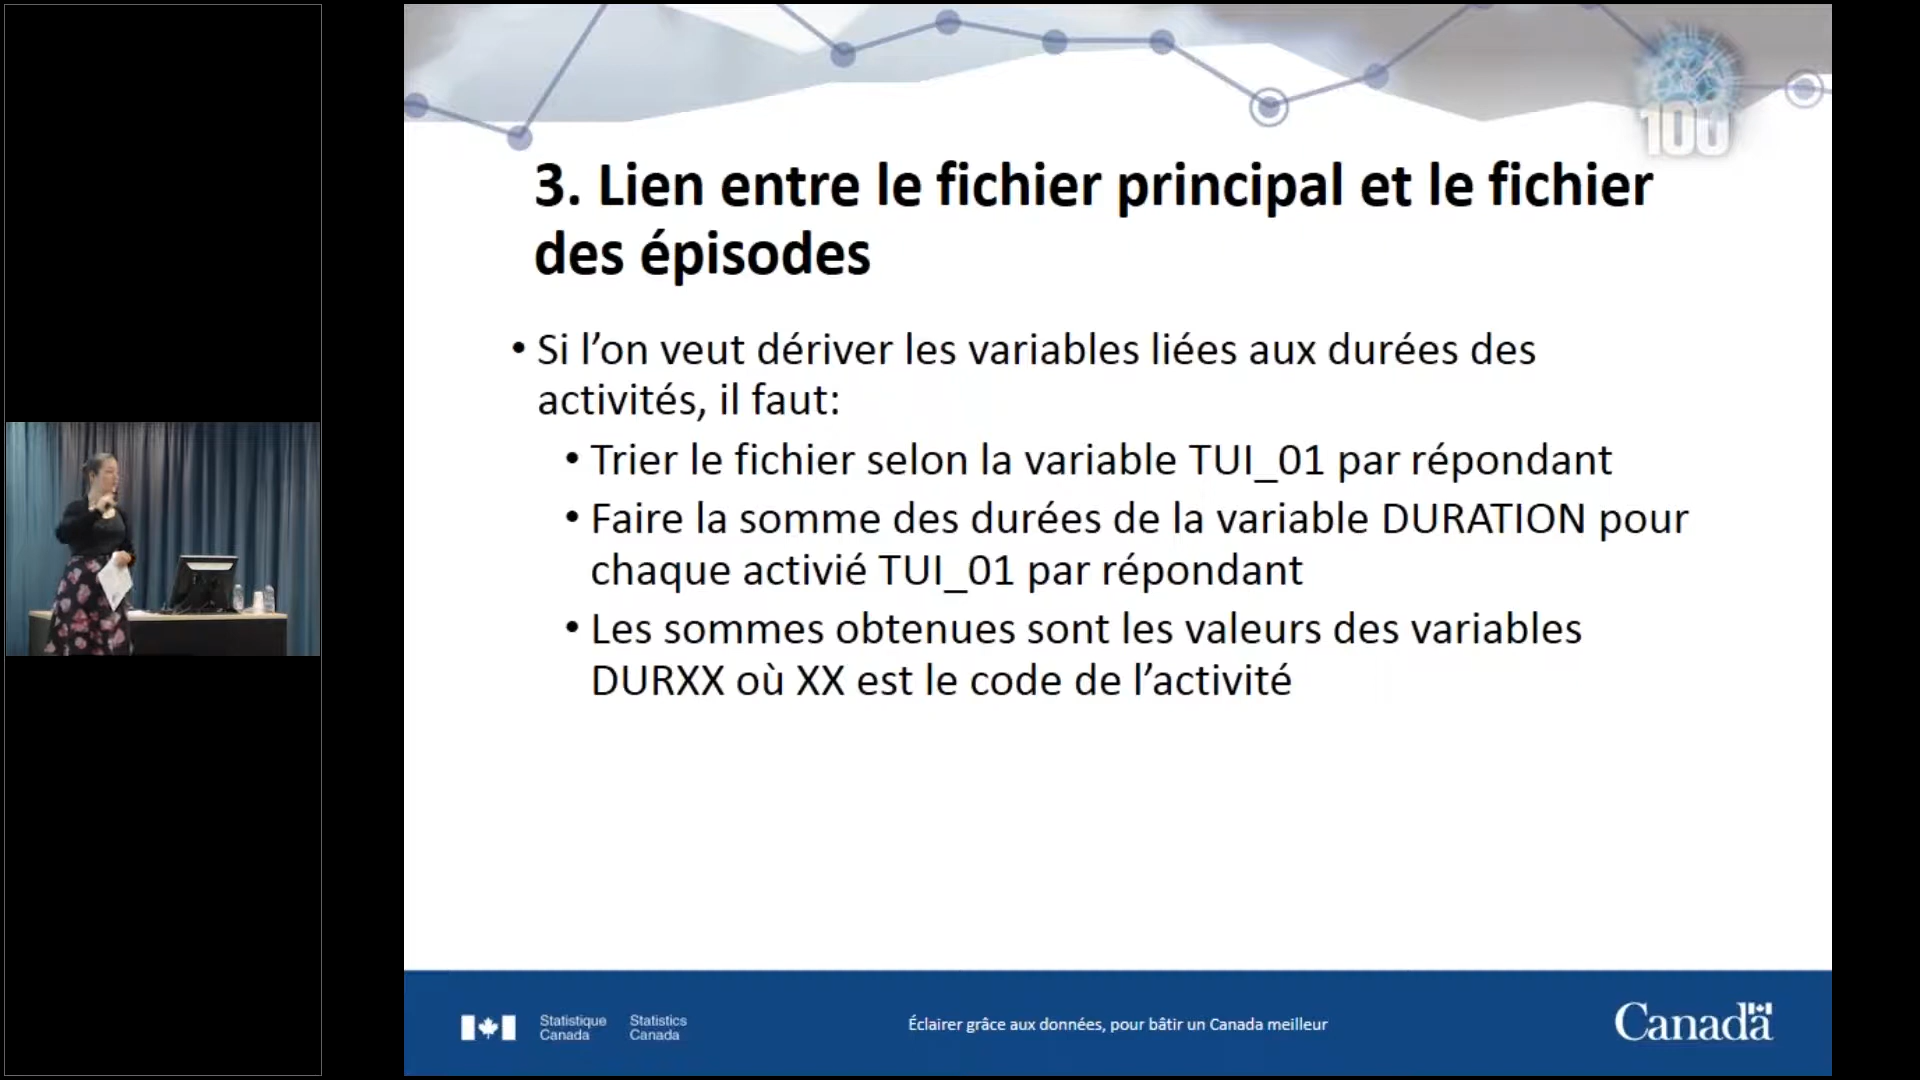 100
3. Lien entre le fichier principal et le fichier
des épisodes
• Si l’on veut dériver les variables liées aux durées des
activités, il faut:
• Trier le fichier selon la variable TUI_01 par répondant
• Faire la somme des durées de la variable DURATION pour
chaque activié TUI_01 par répondant
• Les sommes obtenues sont les valeurs des variables
DURXX où XX est le code de l’activité
Statistique Statistics
Canada Canada
Éclairer grâce aux données, pour bâtir un Canada meilleur
Canada